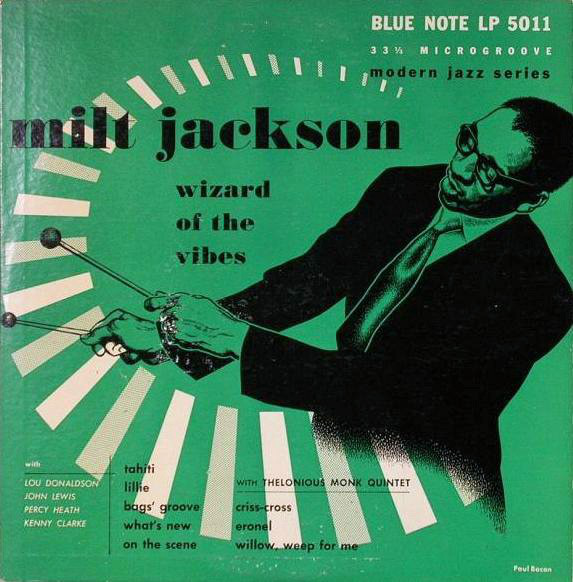 BLUE NOTE LP 5011
33⅓ MICROGROOVE
modern jazz series
milt jackson
wizard
of the
vibes
with
LOU DONALDSON
JOHN LEWIS
PERCY HEATH
KENNY CLARKE
tahiti
lillie
bags' groove
what's new
on the scene
WITH THELONIOUS MONK QUINTET
criss-cross
eronel
willow, weep for me
Paul Bacon